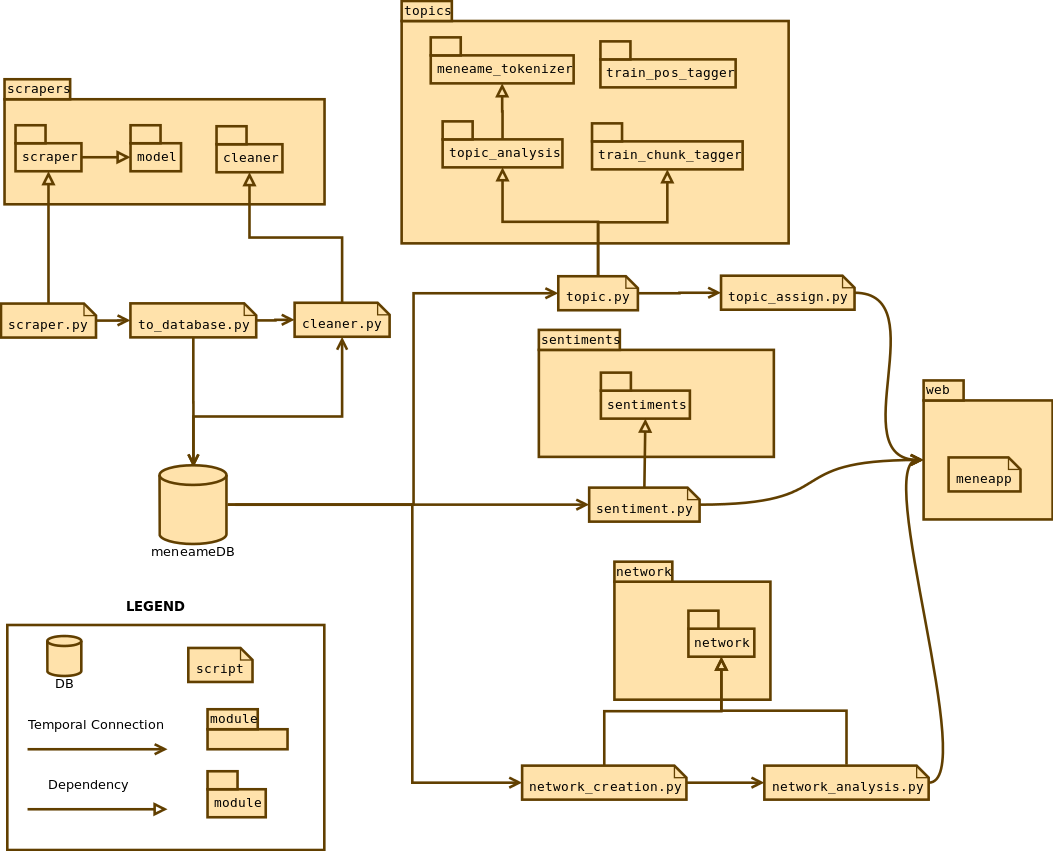 topics
meneame_tokenizer
train_pos_tagger
topic_analysis
train_chunk_tagger
scrapers
scraper
model
cleaner
scraper.py
to_database.py
cleaner.py
topic.py
topic_assign.py
sentiments
sentiments
sentiment.py
web
meneapp
meneameDB
network
network
network_creation.py
network_analysis.py
LEGEND
DB
script
Temporal Connection
module
Dependency
module